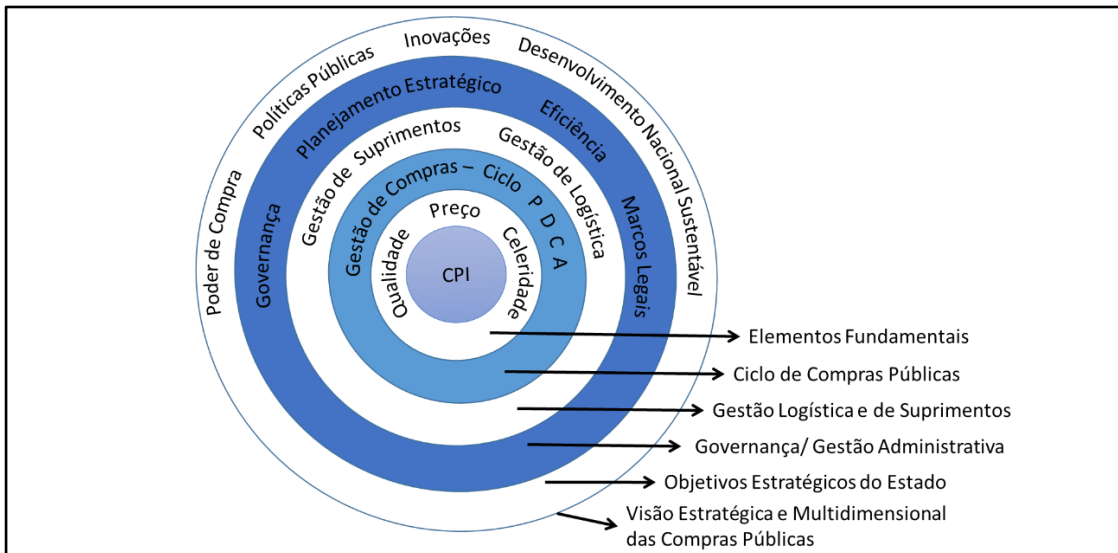 Poder de Compra
Políticas Públicas
Inovações
Desenvolvimento Nacional Sustentável
Governança
Planejamento Estratégico
Eficiência
Marcos Legais
Gestão de Suprimentos
Gestão de Logística
Gestão de Compras – Ciclo PDCA
Qualidade
Preço
Celeridade
CPI
Elementos Fundamentais
Ciclo de Compras Públicas
Gestão Logística e de Suprimentos
Governança/ Gestão Administrativa
Objetivos Estratégicos do Estado
Visão Estratégica e Multidimensional
das Compras Públicas